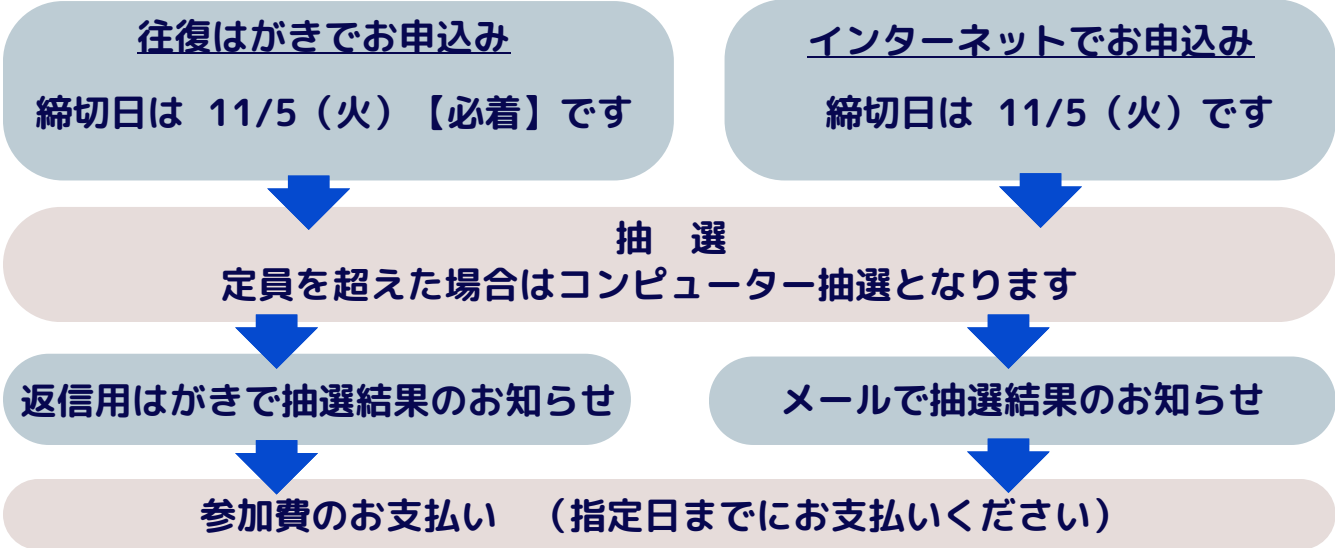 往復はがきでお申込み
締切日は 11/5（火）【必着】です
インターネットでお申込み
締切日は 11/5（火）です
抽　選
定員を超えた場合はコンピューター抽選となります
返信用はがきで抽選結果のお知らせ
メールで抽選結果のお知らせ
参加費のお支払い　（指定日までにお支払いください）